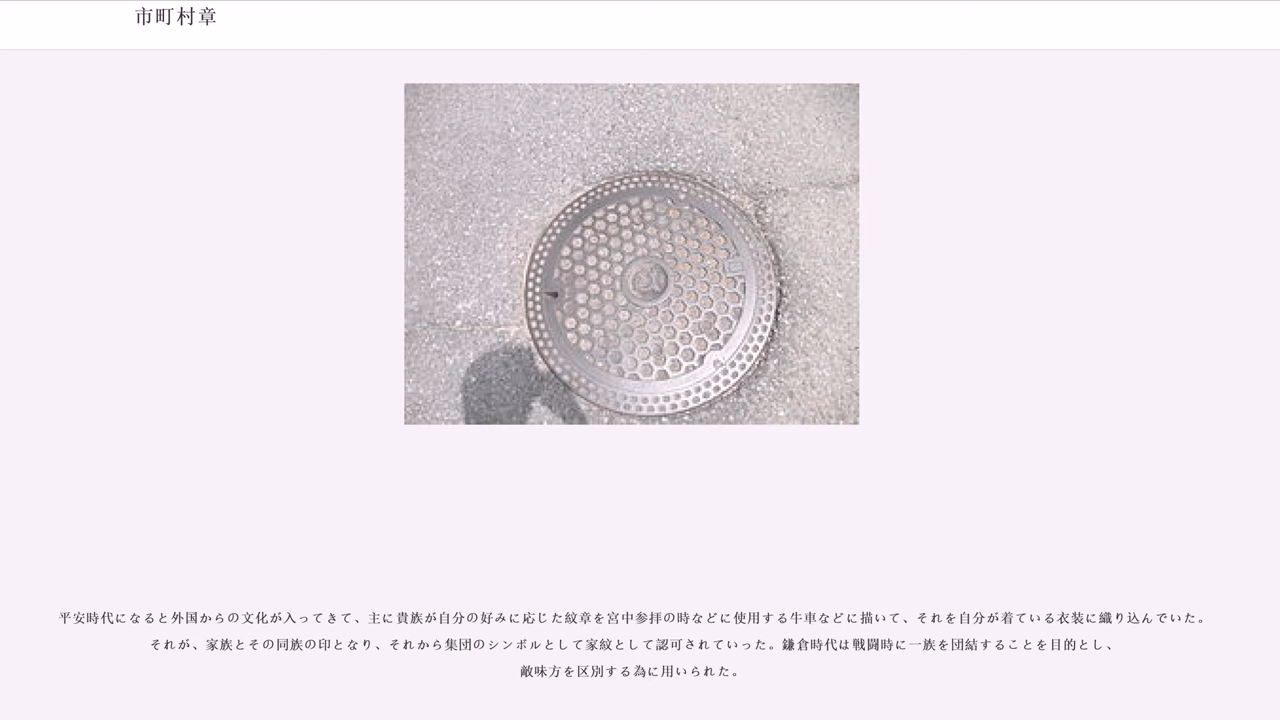 市町村章
平安時代になると外国からの文化が入ってきて、主に貴族が自分の好みに応じた紋章を宮中参拝の時などに使用する牛車などに描いて、それを自分が着ている衣装に織り込んでいた。
それが、家族とその同族の印となり、それから集団のシンボルとして家紋として認可されていった。鎌倉時代は戦闘時に一族を団結することを目的とし、
敵味方を区別する為に用いられた。